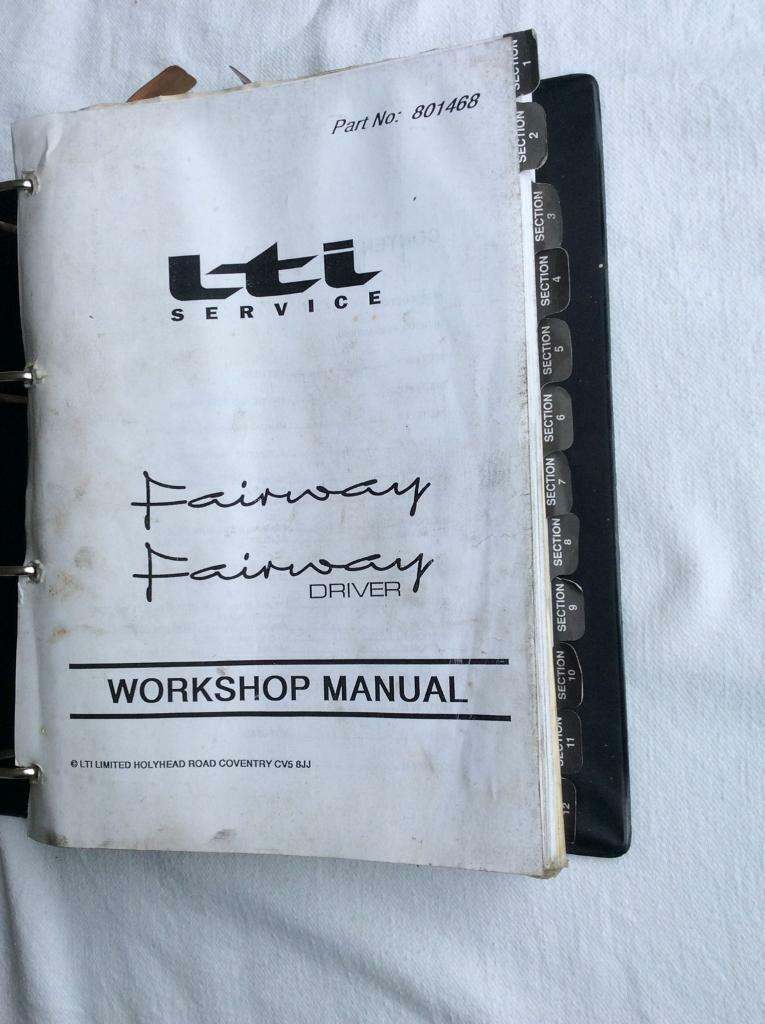 Part No: 801468
Lti
SERVICE
Fairway
Fairway
DRIVER
WORKSHOP MANUAL
© LTI LIMITED HOLYHEAD ROAD COVENTRY CV5 8JJ
SECTION
1
SECTION
2
SECTION
3
SECTION
4
SECTION
5
SECTION
6
SECTION
7
SECTION
8
SECTION
9
SECTION
10
SECTION
11
12